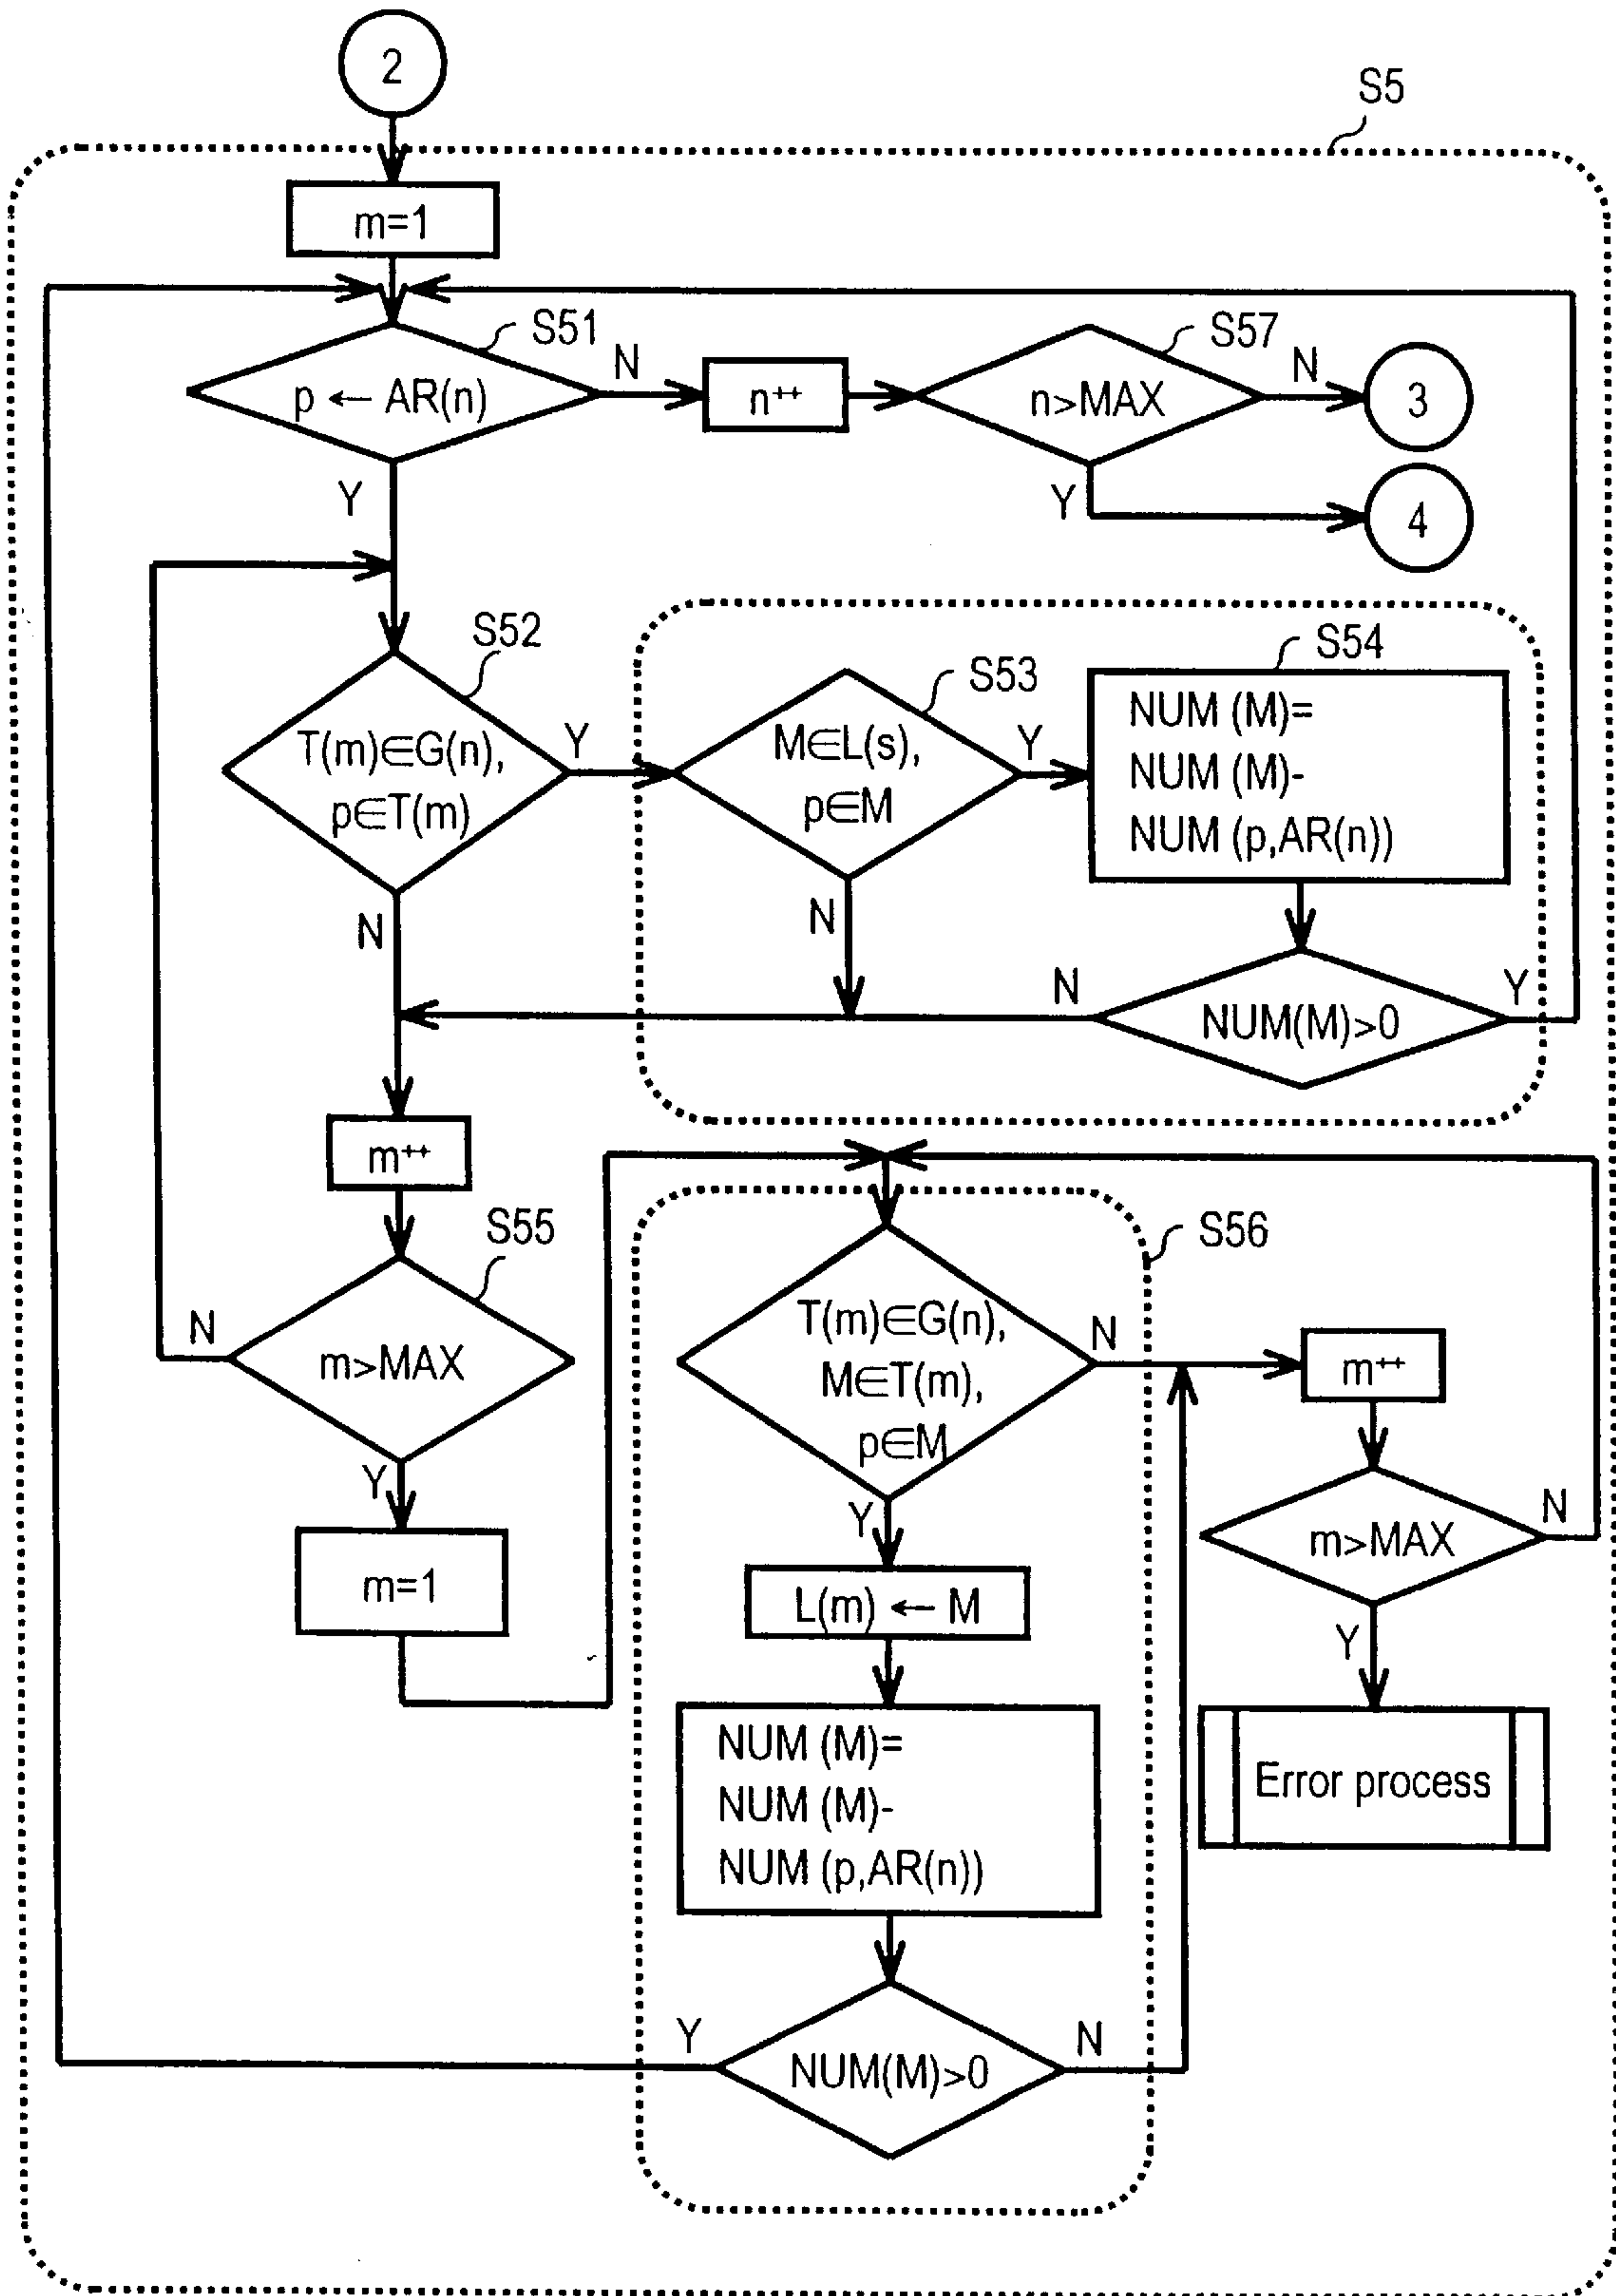 2
S5
m=1
S51
p ← AR(n)
N
n++
S57
n>MAX
N
3
Y
Y
4
S52
T(m)∈G(n),
p∈T(m)
Y
N
S53
M∈L(s),
p∈M
Y
N
S54
NUM (M)=
NUM (M)-
NUM (p,AR(n))
NUM(M)>0
N
Y
m++
S55
m>MAX
N
Y
m=1
S56
T(m)∈G(n),
M∈T(m),
p∈M
N
Y
L(m) ← M
NUM (M)=
NUM (M)-
NUM (p,AR(n))
NUM(M)>0
Y
N
m++
m>MAX
N
Y
Error process